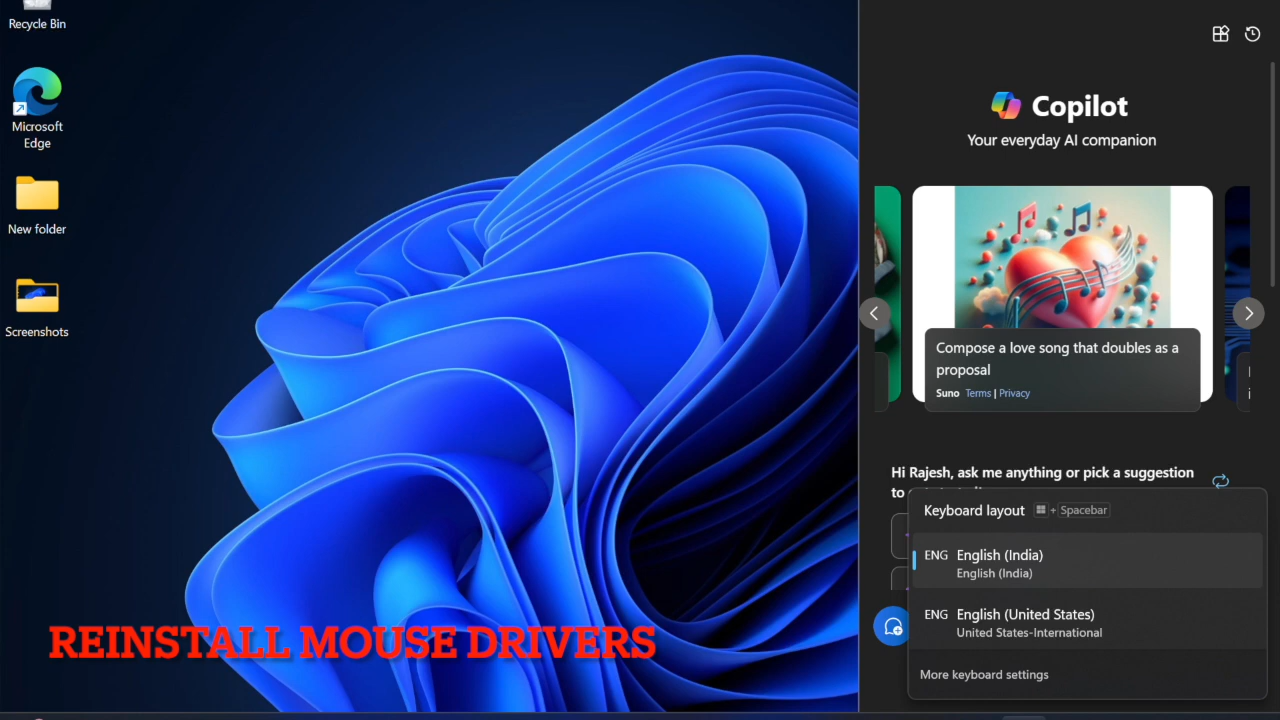 Recycle Bin
Microsoft
Edge
New folder
Screenshots
REINSTALL MOUSE DRIVERS
Copilot
Your everyday AI companion
Compose a love song that doubles as a
proposal
Suno Terms | Privacy
Hi Rajesh, ask me anything or pick a suggestion
to
Keyboard layout + Spacebar
ENG English (India)
English (India)
ENG English (United States)
United States-International
More keyboard settings